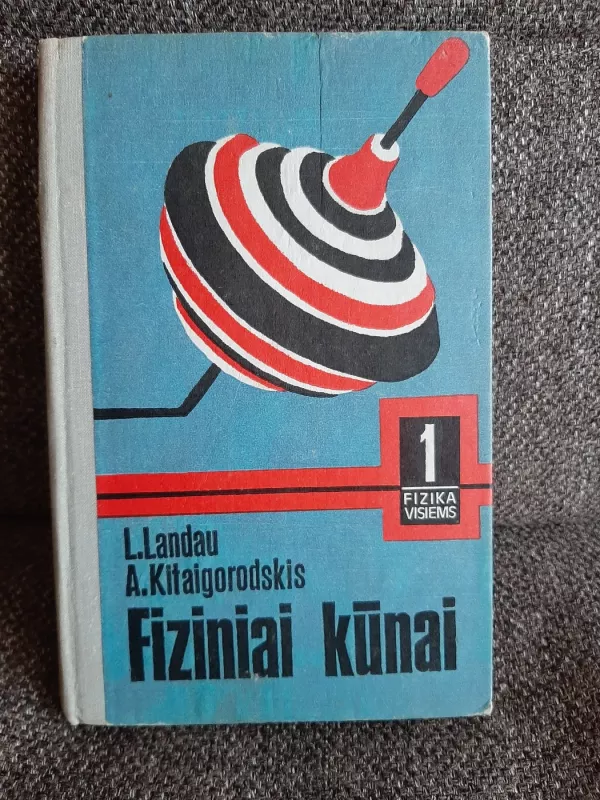 1
FIZIKA
VISIEMS
L.Landau
A.Kitaigorodskis
Fiziniai kūnai